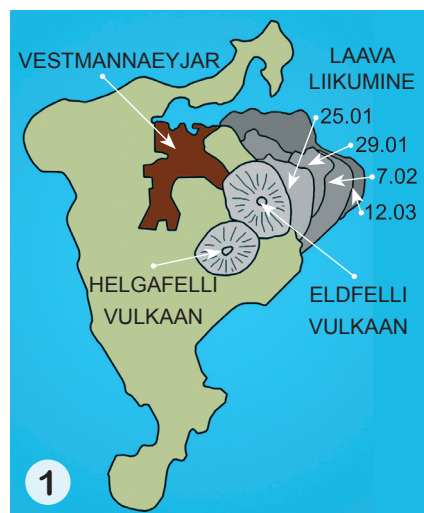 VESTMANNAEYJAR
LAAVA
LIIKUMINE
25.01
29.01
7.02
12.03
HELGAFELLI
VULKAAN
ELDFELLI
VULKAAN
1